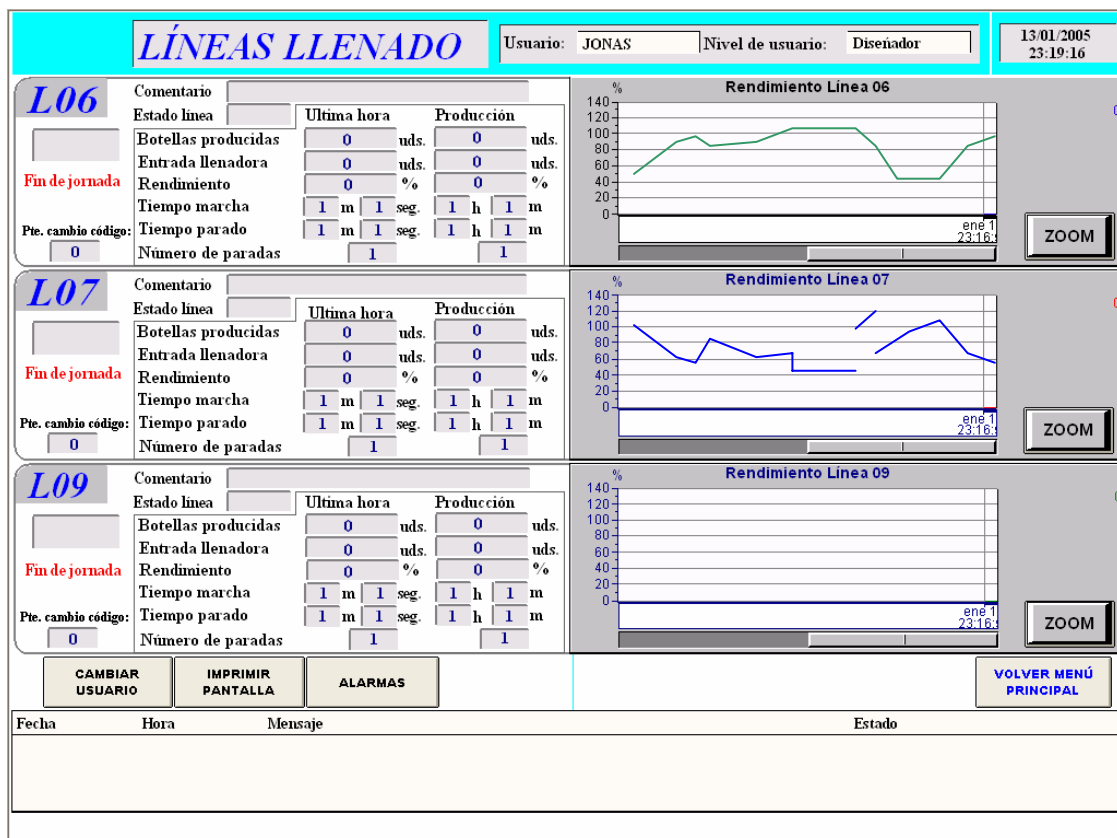 LÍNEAS LLENADO
Usuario: JONAS Nivel de usuario: Diseñador
13/01/2005
23:19:16
L06
Comentario
Estado línea Ultima hora Producción
Botellas producidas 0 uds. 0 uds.
Entrada llenadora 0 uds. 0 uds.
Fin de jornada
Rendimiento 0 % 0 %
Tiempo marcha 1 m 1 seg. 1 h 1 m
Pte. cambio código: Tiempo parado 1 m 1 seg. 1 h 1 m
0 Número de paradas 1 1
Rendimiento Línea 06
%
140
120
100
80
60
40
20
0
ene 1
23:16:
ZOOM
L07
Comentario
Estado línea Ultima hora Producción
Botellas producidas 0 uds. 0 uds.
Entrada llenadora 0 uds. 0 uds.
Fin de jornada
Rendimiento 0 % 0 %
Tiempo marcha 1 m 1 seg. 1 h 1 m
Pte. cambio código: Tiempo parado 1 m 1 seg. 1 h 1 m
0 Número de paradas 1 1
Rendimiento Línea 07
%
140
120
100
80
60
40
20
0
ene 1
23:16:
ZOOM
L09
Comentario
Estado línea Ultima hora Producción
Botellas producidas 0 uds. 0 uds.
Entrada llenadora 0 uds. 0 uds.
Fin de jornada
Rendimiento 0 % 0 %
Tiempo marcha 1 m 1 seg. 1 h 1 m
Pte. cambio código: Tiempo parado 1 m 1 seg. 1 h 1 m
0 Número de paradas 1 1
Rendimiento Línea 09
%
140
120
100
80
60
40
20
0
ene 1
23:16:
ZOOM
CAMBIAR
USUARIO
IMPRIMIR
PANTALLA
ALARMAS
VOLVER MENÚ
PRINCIPAL
Fecha Hora Mensaje Estado